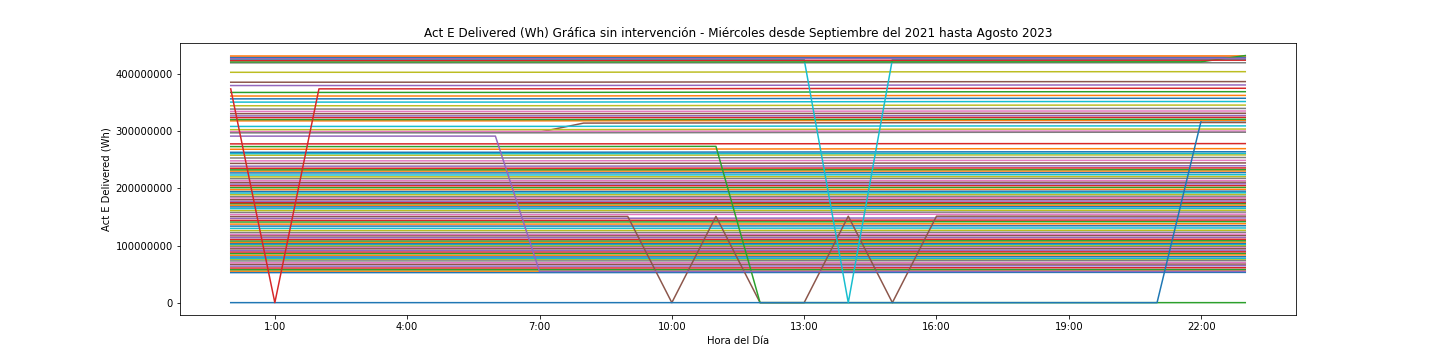 Act E Delivered (Wh) Gráfica sin intervención - Miércoles desde Septiembre del 2021 hasta Agosto 2023
400000000
300000000
200000000
100000000
0
Act E Delivered (Wh)
1:00 4:00 7:00 10:00 13:00 16:00 19:00 22:00
Hora del Día